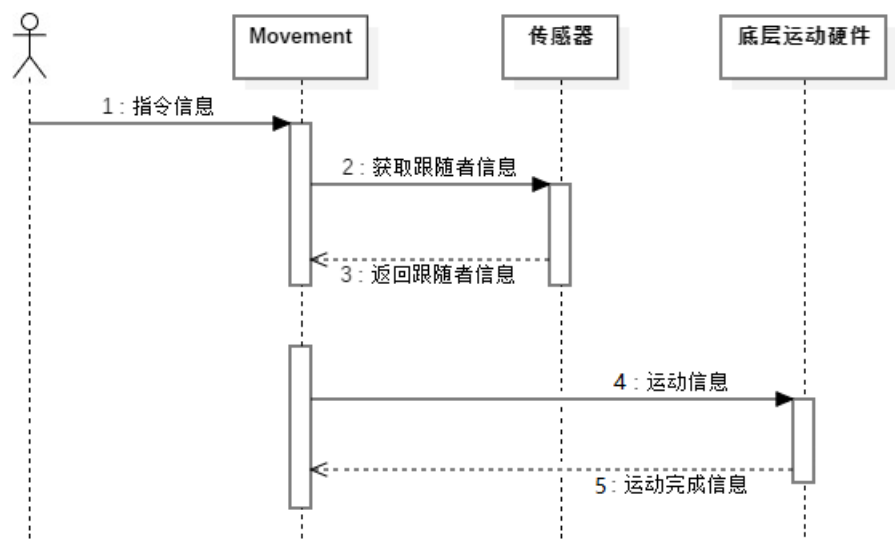 Movement
传感器
底层运动硬件
1 : 指令信息
2 : 获取跟随者信息
3 : 返回跟随者信息
4 : 运动信息
5 : 运动完成信息